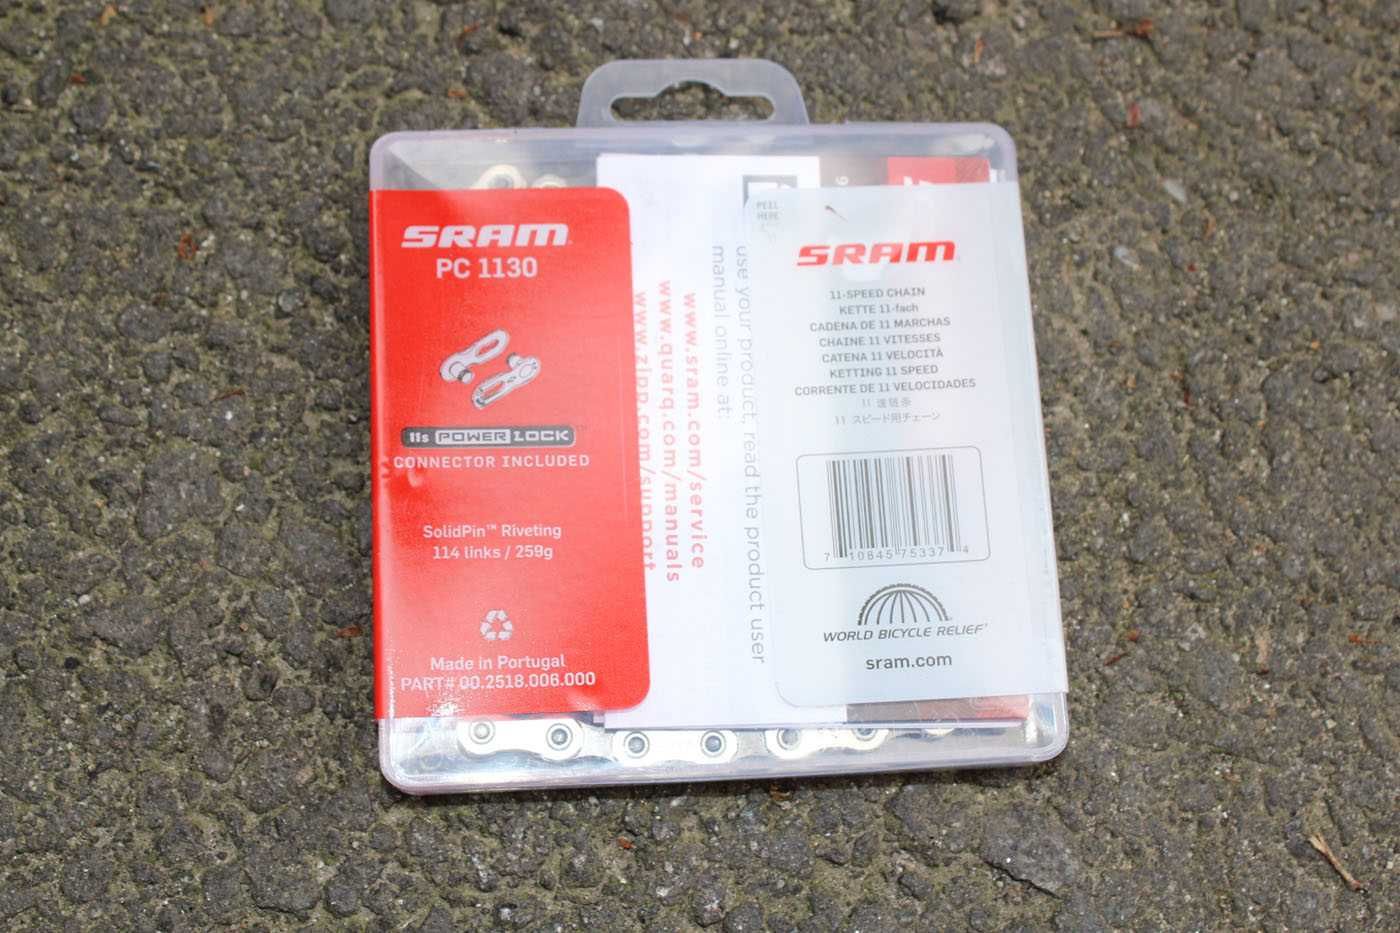 SRAM
PC 1130
11s POWER LOCK™
CONNECTOR INCLUDED
SolidPin™ Riveting
114 links / 259g
Made in Portugal
PART# 00.2518.006.000
use your product, read the product user
manual online at:
www.sram.com/service
www.quarq.com/manuals
www.zipp.com/support
PEEL
HERE
SRAM
11-SPEED CHAIN
KETTE 11-fach
CADENA DE 11 MARCHAS
CHAINE 11 VITESSES
CATENA 11 VELOCITÀ
KETTING 11 SPEED
CORRENTE DE 11 VELOCIDADES
11 速链条
11 スピード用チェーン
7 10845 75337 4
WORLD BICYCLE RELIEF
sram.com